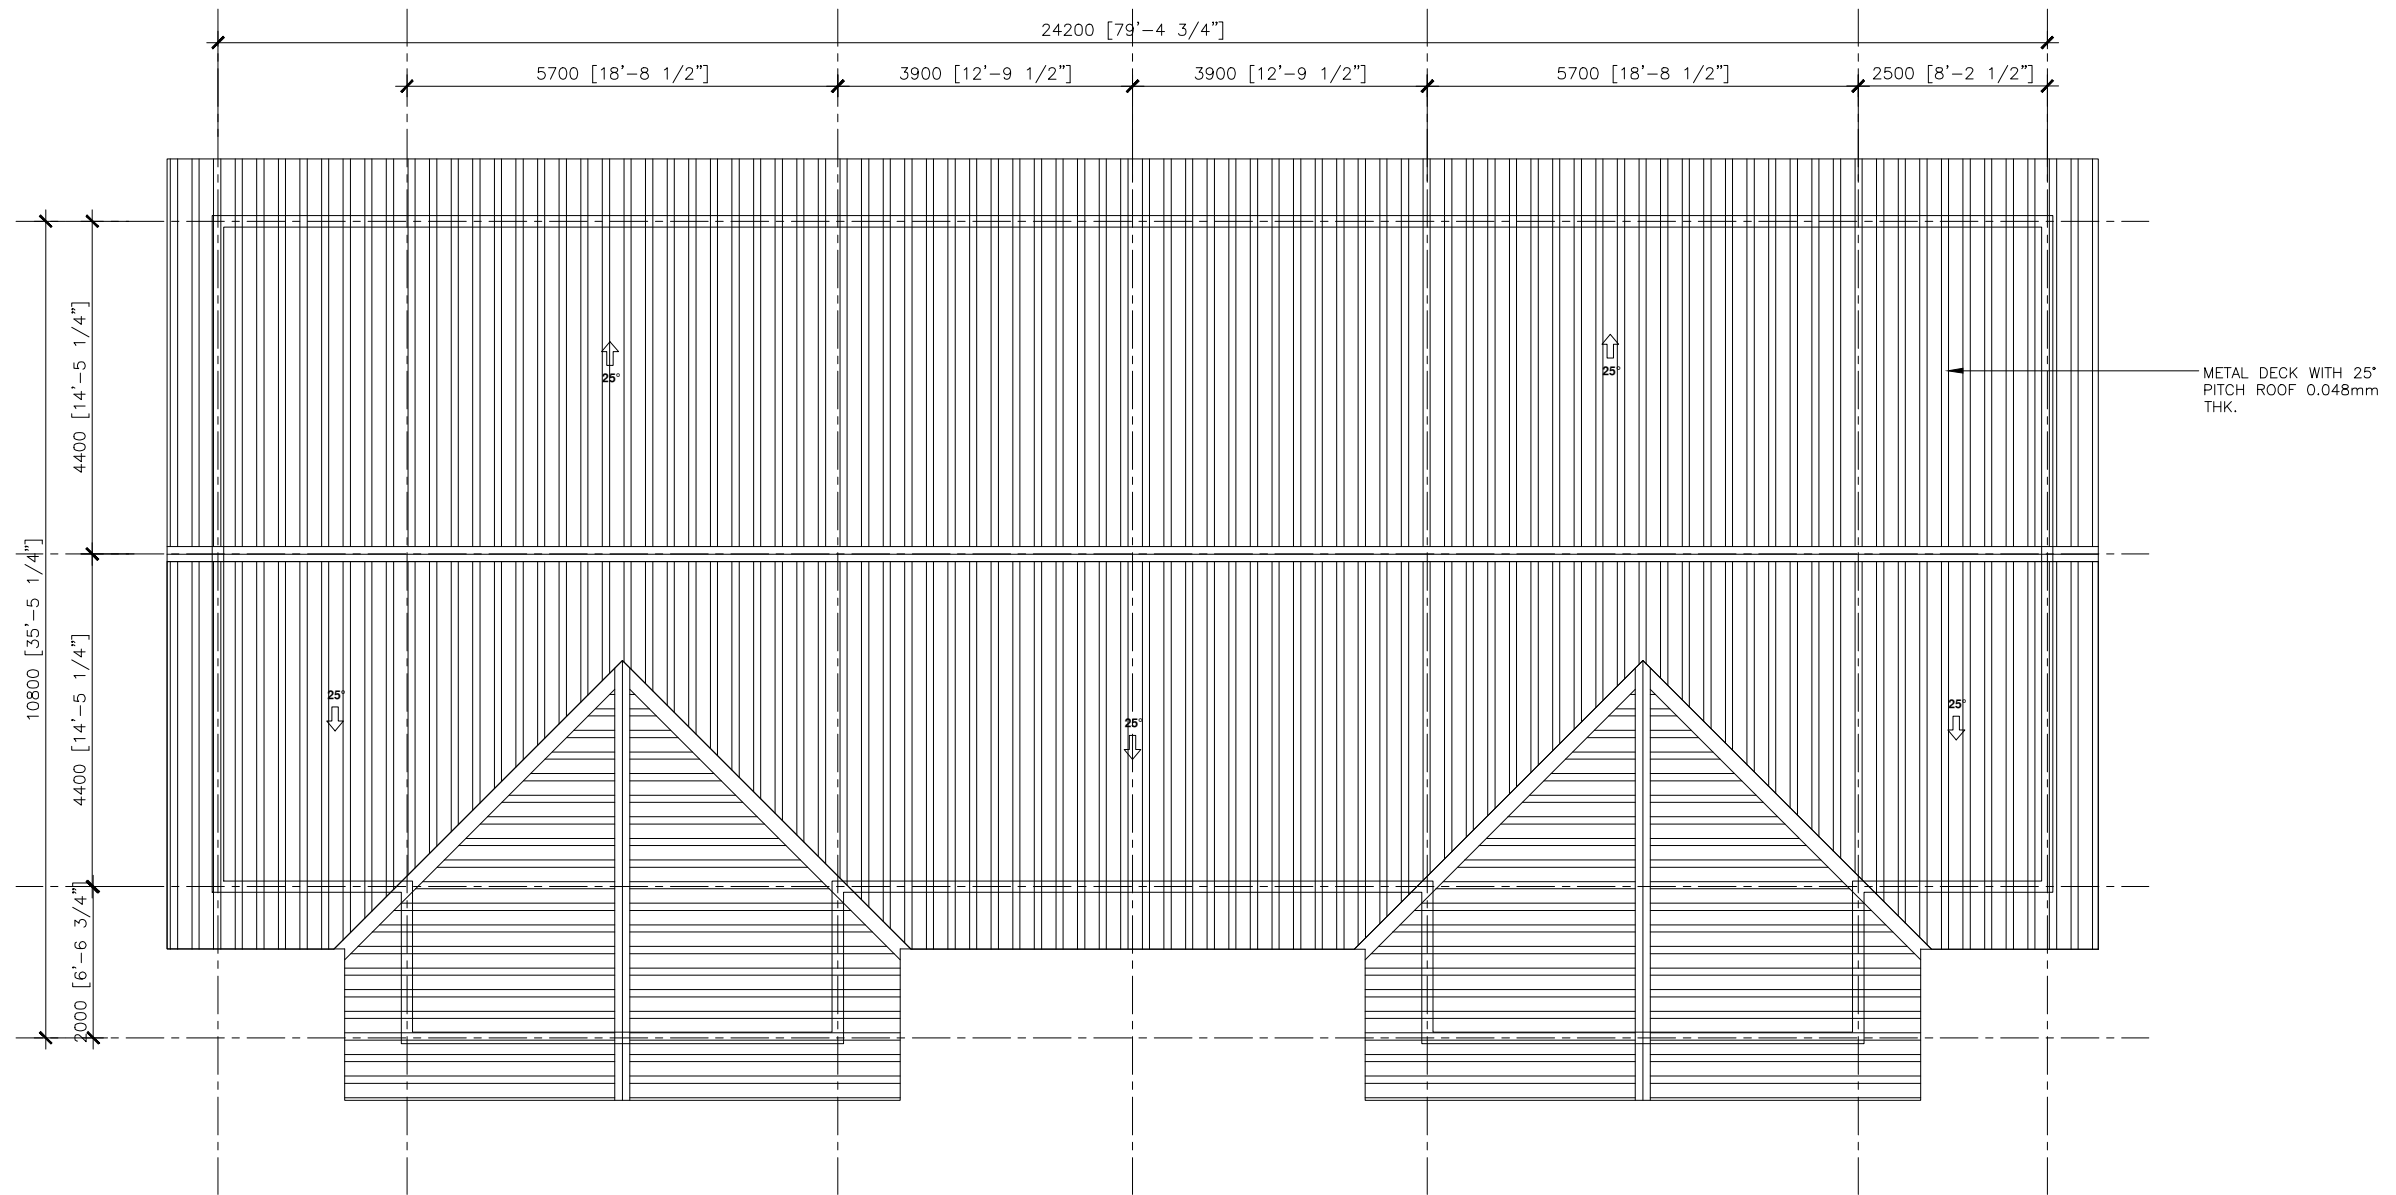 24200 [79'-4 3/4"]
5700 [18'-8 1/2"]
3900 [12'-9 1/2"]
3900 [12'-9 1/2"]
5700 [18'-8 1/2"]
2500 [8'-2 1/2"]
10800 [35'-5 1/4"]
4400 [14'-5 1/4"]
4400 [14'-5 1/4"]
2000 [6'-6 3/4"]
25°
25°
METAL DECK WITH 25°
PITCH ROOF 0.048mm
THK.
25°
25°
25°